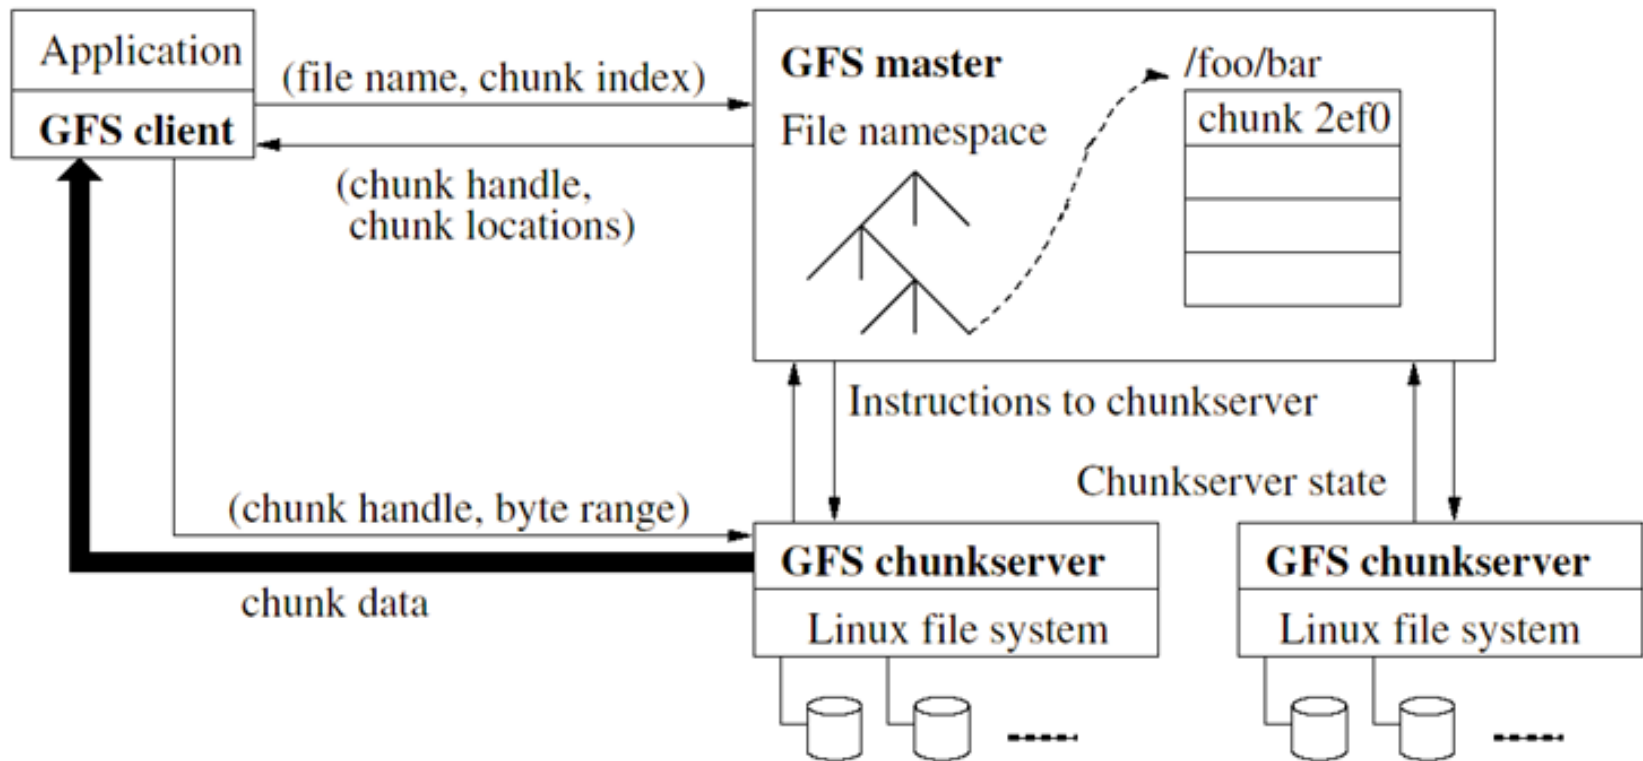 Application
GFS client
(file name, chunk index)
(chunk handle,
chunk locations)
GFS master
File namespace
/foo/bar
chunk 2ef0
Instructions to chunkserver
Chunkserver state
(chunk handle, byte range)
chunk data
GFS chunkserver
Linux file system
GFS chunkserver
Linux file system